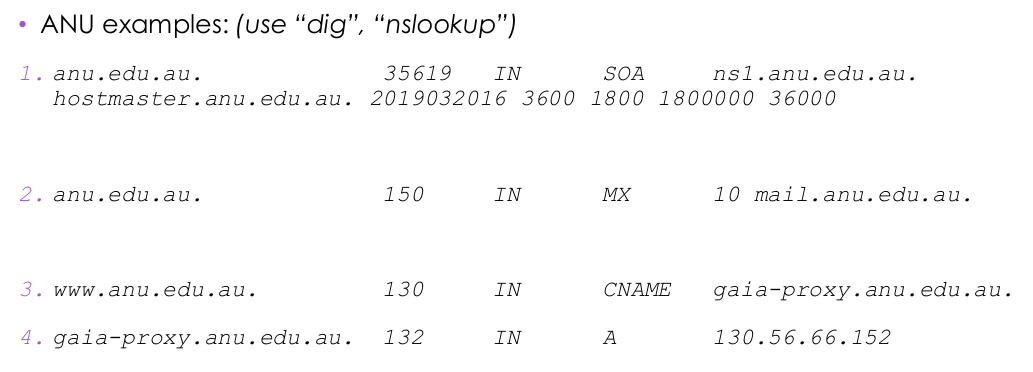 • ANU examples: (use “dig”, “nslookup”)
1. anu.edu.au. 35619 IN SOA ns1.anu.edu.au.
hostmaster.anu.edu.au. 2019032016 3600 1800 1800000 36000
2. anu.edu.au. 150 IN MX 10 mail.anu.edu.au.
3. www.anu.edu.au. 130 IN CNAME gaia-proxy.anu.edu.au.
4. gaia-proxy.anu.edu.au. 132 IN A 130.56.66.152